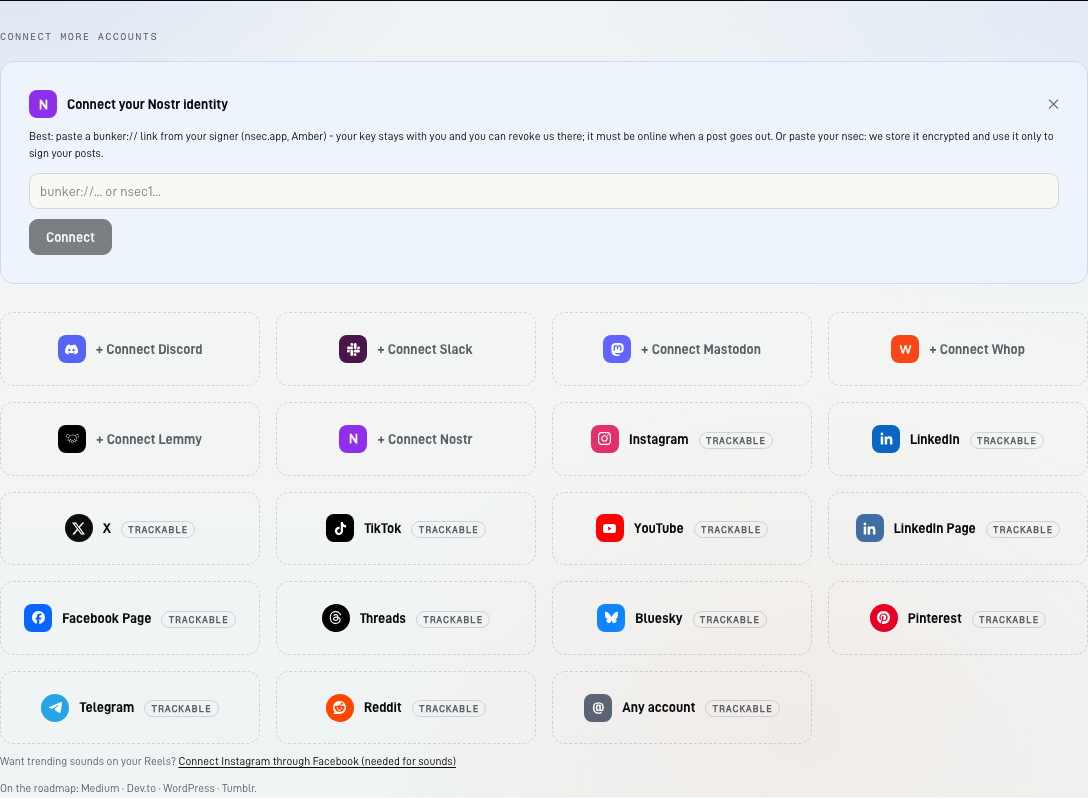 CONNECT MORE ACCOUNTS
N Connect your Nostr identity
Best: paste a bunker:// link from your signer (nsec.app, Amber) - your key stays with you and you can revoke us there; it must be online when a post goes out. Or paste your nsec: we store it encrypted and use it only to
sign your posts.
bunker://... or nsec1...
Connect
+ Connect Discord
+ Connect Slack
+ Connect Mastodon
W + Connect Whop
+ Connect Lemmy
N + Connect Nostr
Instagram TRACKABLE
in LinkedIn TRACKABLE
X TRACKABLE
TikTok TRACKABLE
YouTube TRACKABLE
in LinkedIn Page TRACKABLE
Facebook Page TRACKABLE
Threads TRACKABLE
Bluesky TRACKABLE
Pinterest TRACKABLE
Telegram TRACKABLE
Reddit TRACKABLE
@ Any account TRACKABLE
Want trending sounds on your Reels? Connect Instagram through Facebook (needed for sounds)
On the roadmap: Medium · Dev.to · WordPress · Tumblr.